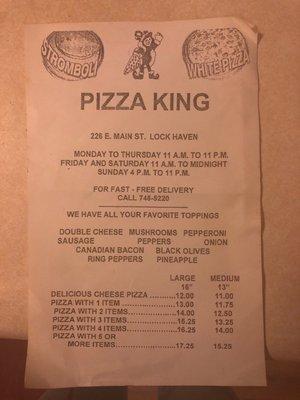 STROMBOLI
WHITE PIZZA
PIZZA KING
226 E. MAIN ST. LOCK HAVEN
MONDAY TO THURSDAY 11 A.M. TO 11 P.M.
FRIDAY AND SATURDAY 11 A.M. TO MIDNIGHT
SUNDAY 4 P.M. TO 11 P.M.
FOR FAST - FREE DELIVERY
CALL 748-5220
WE HAVE ALL YOUR FAVORITE TOPPINGS
DOUBLE CHEESE MUSHROOMS PEPPERONI
SAUSAGE PEPPERS ONION
CANADIAN BACON BLACK OLIVES
RING PEPPERS PINEAPPLE
LARGE MEDIUM
16" 13"
DELICIOUS CHEESE PIZZA ...........12.00 11.00
PIZZA WITH 1 ITEM ....................13.00 11.75
PIZZA WITH 2 ITEMS..................14.00 12.50
PIZZA WITH 3 ITEMS..................15.25 13.25
PIZZA WITH 4 ITEMS..................16.25 14.00
PIZZA WITH 5 OR
MORE ITEMS.....................17.25 15.25